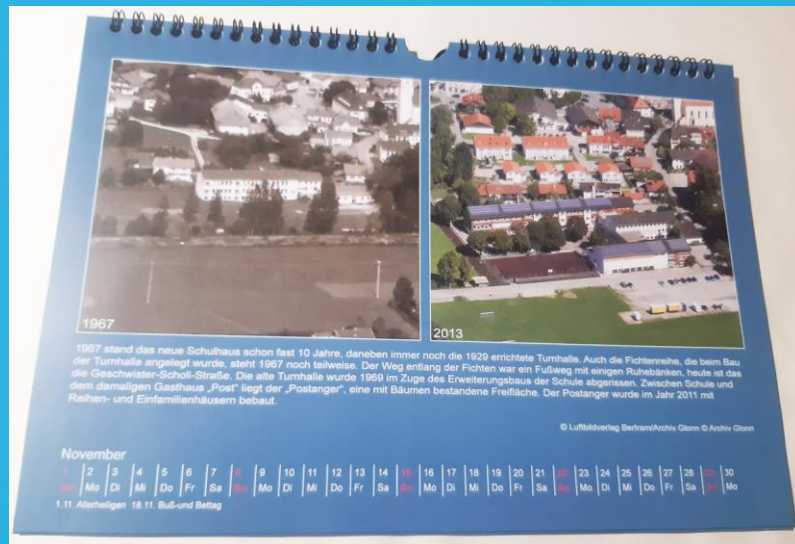 1967
2013
1967 stand das neue Schulhaus schon fast 10 Jahre, daneben immer noch die 1929 errichtete Turnhalle. Auch die Fichtenreihe, die beim Bau
der Turnhalle angelegt wurde, steht 1967 noch teilweise. Der Weg entlang der Fichten war ein Fußweg mit einigen Ruhebänken, heute ist das
die Geschwister-Scholl-Straße. Die alte Turnhalle wurde 1969 im Zuge des Erweiterungsbaus der Schule abgerissen. Zwischen Schule und
dem damaligen Gasthaus „Post“ liegt der „Postanger“, eine mit Bäumen bestandene Freifläche. Der Postanger wurde im Jahr 2011 mit
Reihen- und Einfamilienhäusern bebaut.
© Luftbildverlag Bertram/Archiv Glonn © Archiv Glonn
November
1 2 3 4 5 6 7 8 9 10 11 12 13 14 15 16 17 18 19 20 21 22 23 24 25 26 27 28 29 30
So Mo Di Mi Do Fr Sa So Mo Di Mi Do Fr Sa So Mo Di Mi Do Fr Sa So Mo Di Mi Do Fr Sa So Mo
1.11. Allerheiligen 18.11. Buß-und Bettag